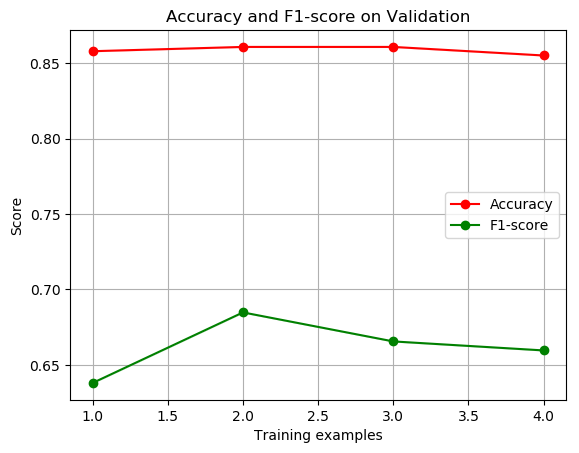 Accuracy and F1-score on Validation
0.85
0.80
0.75
0.70
0.65
Score
Accuracy
F1-score
1.0 1.5 2.0 2.5 3.0 3.5 4.0
Training examples